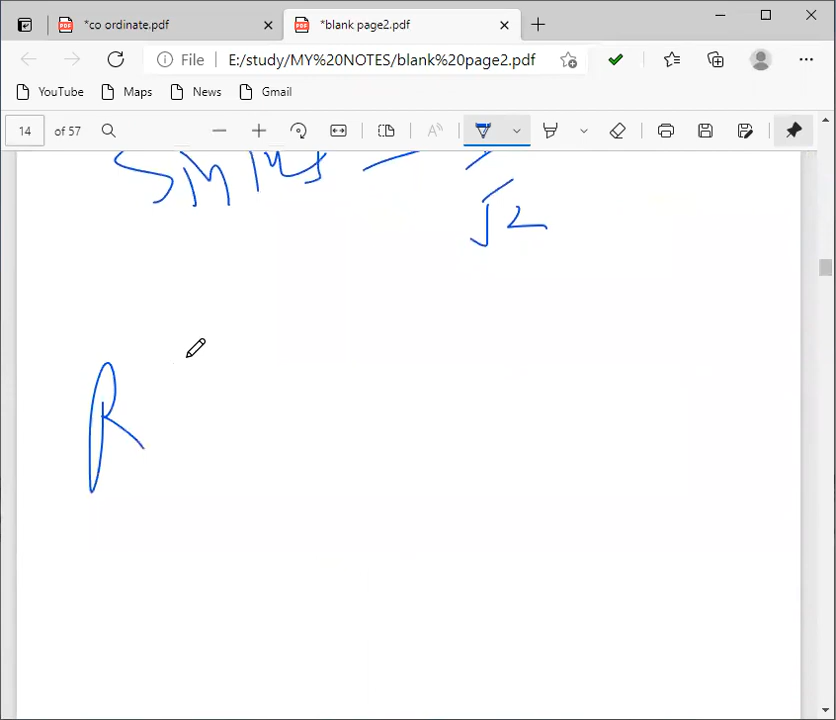 *co ordinate.pdf
*blank page2.pdf
File E:/study/MY%20NOTES/blank%20page2.pdf
YouTube Maps News Gmail
14 of 57
=
√2
R